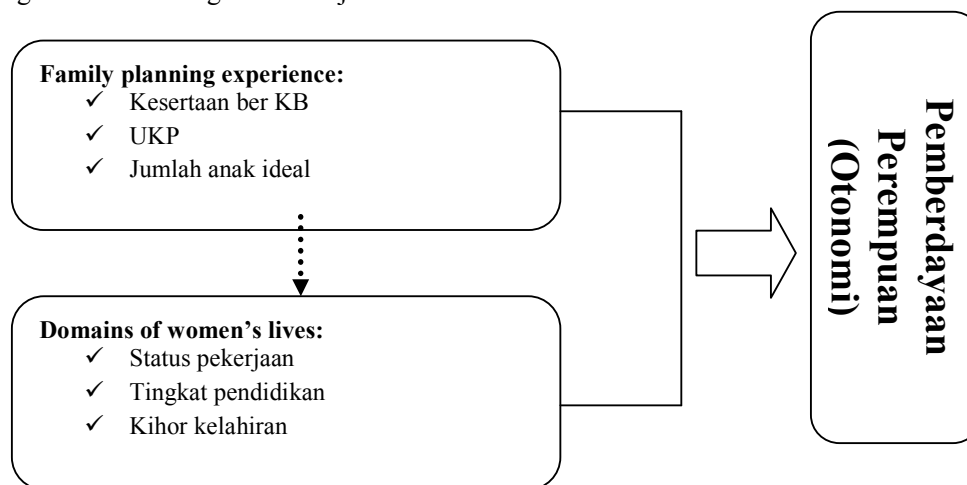 Family planning experience:
✓ Kesertaan ber KB
✓ UKP
✓ Jumlah anak ideal
Domains of women's lives:
✓ Status pekerjaan
✓ Tingkat pendidikan
✓ Kihor kelahiran
Pemberdayaan
Perempuan
(Otonomi)